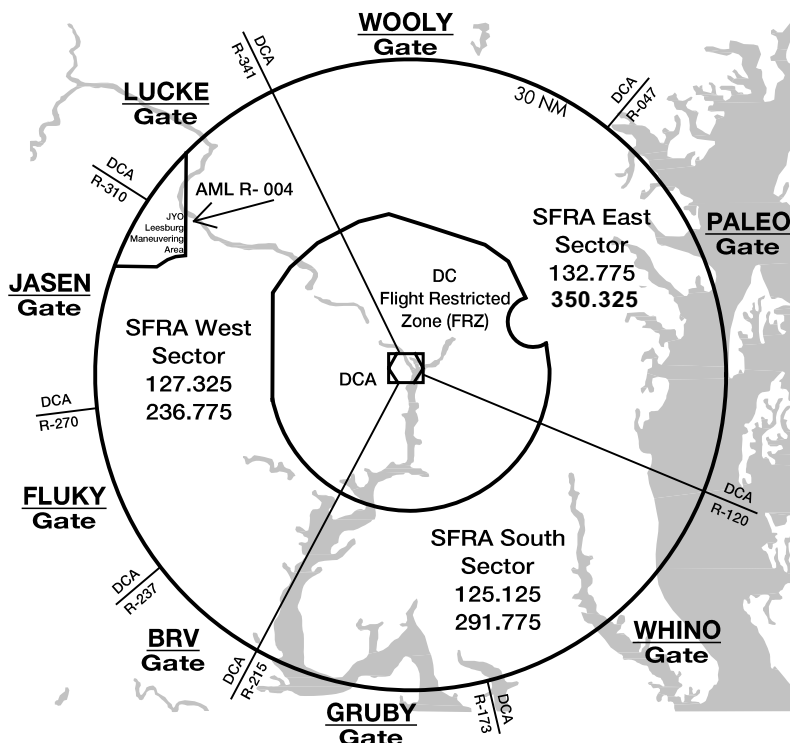 WOOLY
Gate
DCA
R-341
30 NM
DCA
R-047
LUCKE
Gate
DCA
R-310
AML R- 004
JYO
Leesburg
Maneuvering
Area
SFRA East
Sector
132.775
350.325
PALEO
Gate
DC
Flight Restricted
Zone (FRZ)
JASEN
Gate
SFRA West
Sector
127.325
236.775
DCA
DCA
R-270
DCA
R-120
FLUKY
Gate
SFRA South
Sector
125.125
291.775
DCA
R-237
BRV
Gate
DCA
R-215
WHINO
Gate
DCA
R-173
GRUBY
Gate